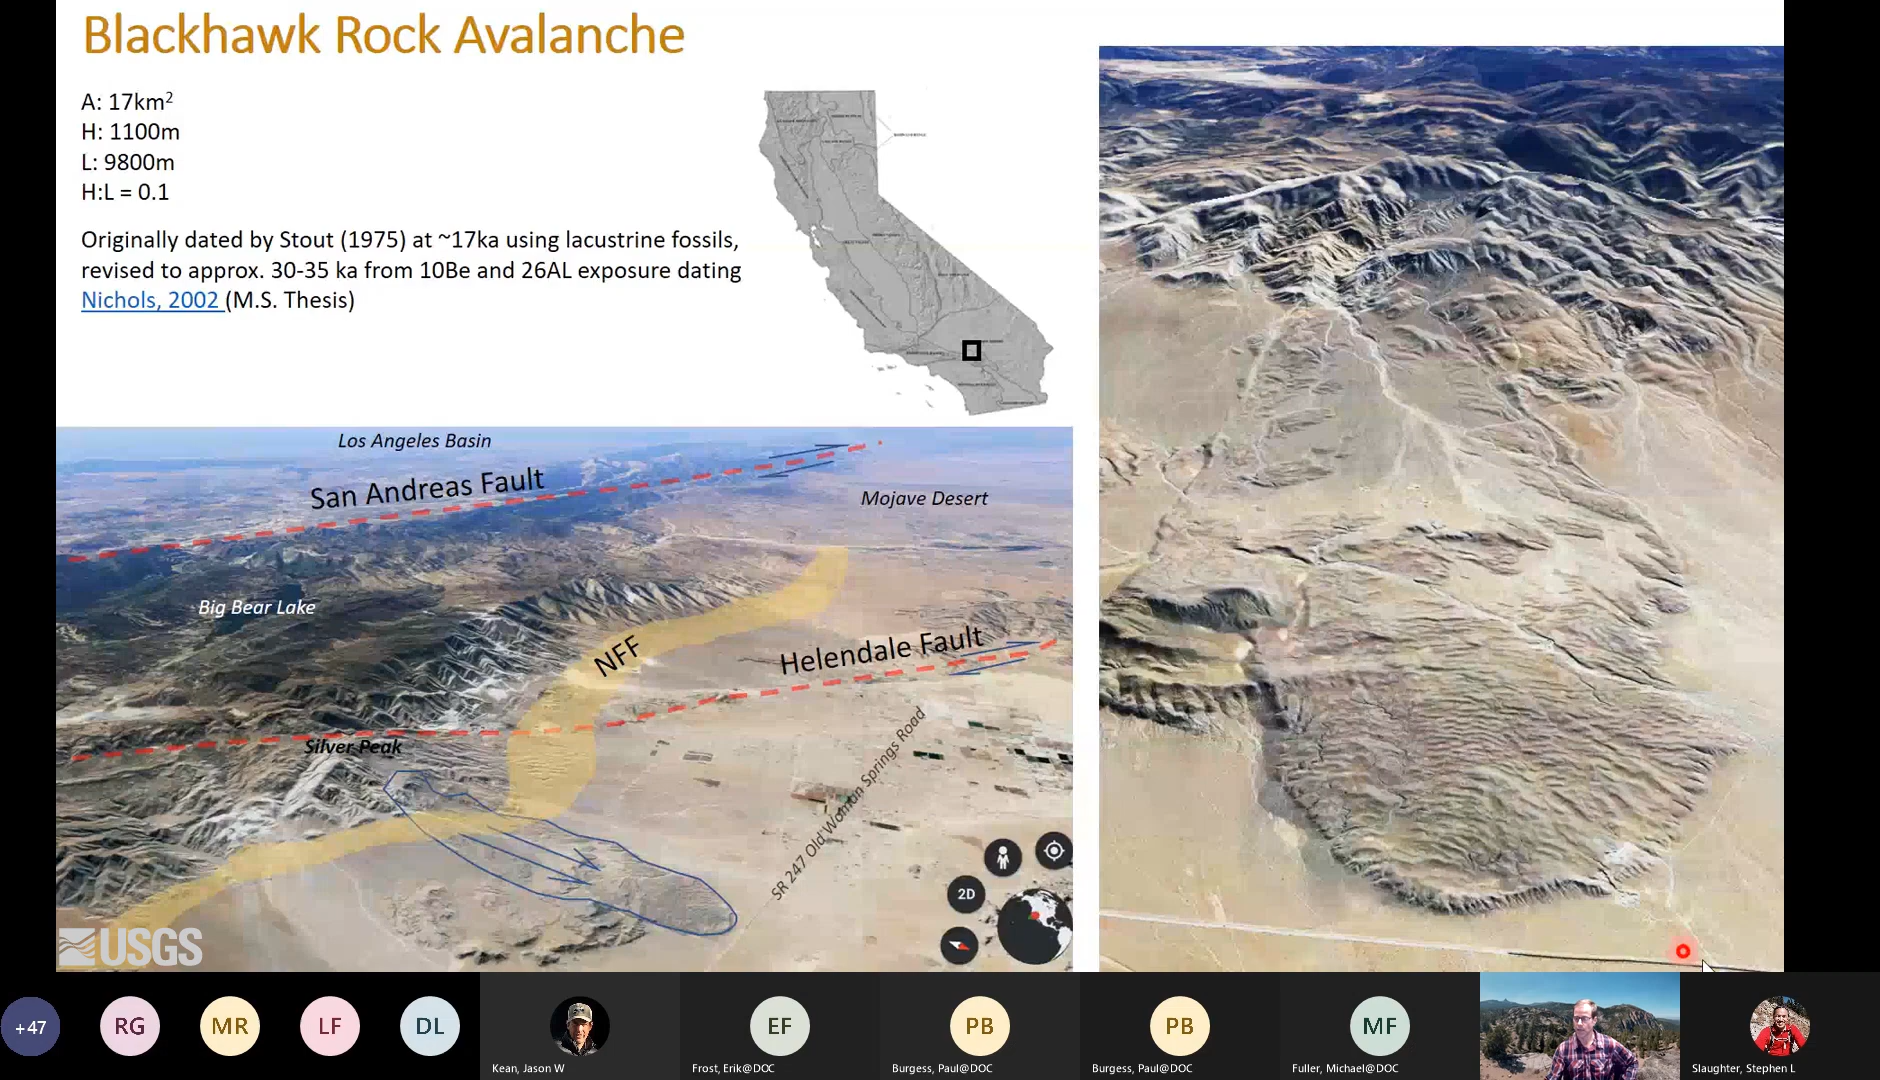 Blackhawk Rock Avalanche
A: 17km²
H: 1100m
L: 9800m
H:L = 0.1
Originally dated by Stout (1975) at ~17ka using lacustrine fossils,
revised to approx. 30-35 ka from 10Be and 26AL exposure dating
Nichols, 2002 (M.S. Thesis)
Los Angeles Basin
San Andreas Fault
Mojave Desert
Big Bear Lake
NFF
Helendale Fault
Silver Peak
SR 247 Old Woman Springs Road
2D
USGS
+47
RG
MR
LF
DL
EF
PB
PB
MF
Kean, Jason W
Frost, Erik@DOC
Burgess, Paul@DOC
Burgess, Paul@DOC
Fuller, Michael@DOC
Slaughter, Stephen L